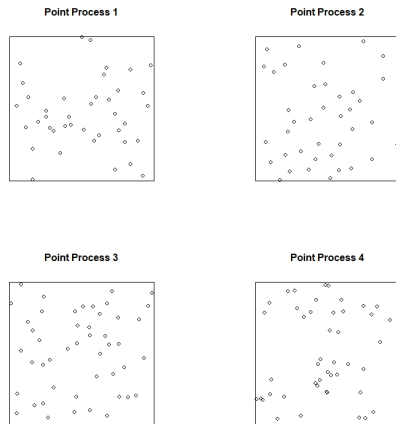 Point Process 1
Point Process 2
Point Process 3
Point Process 4